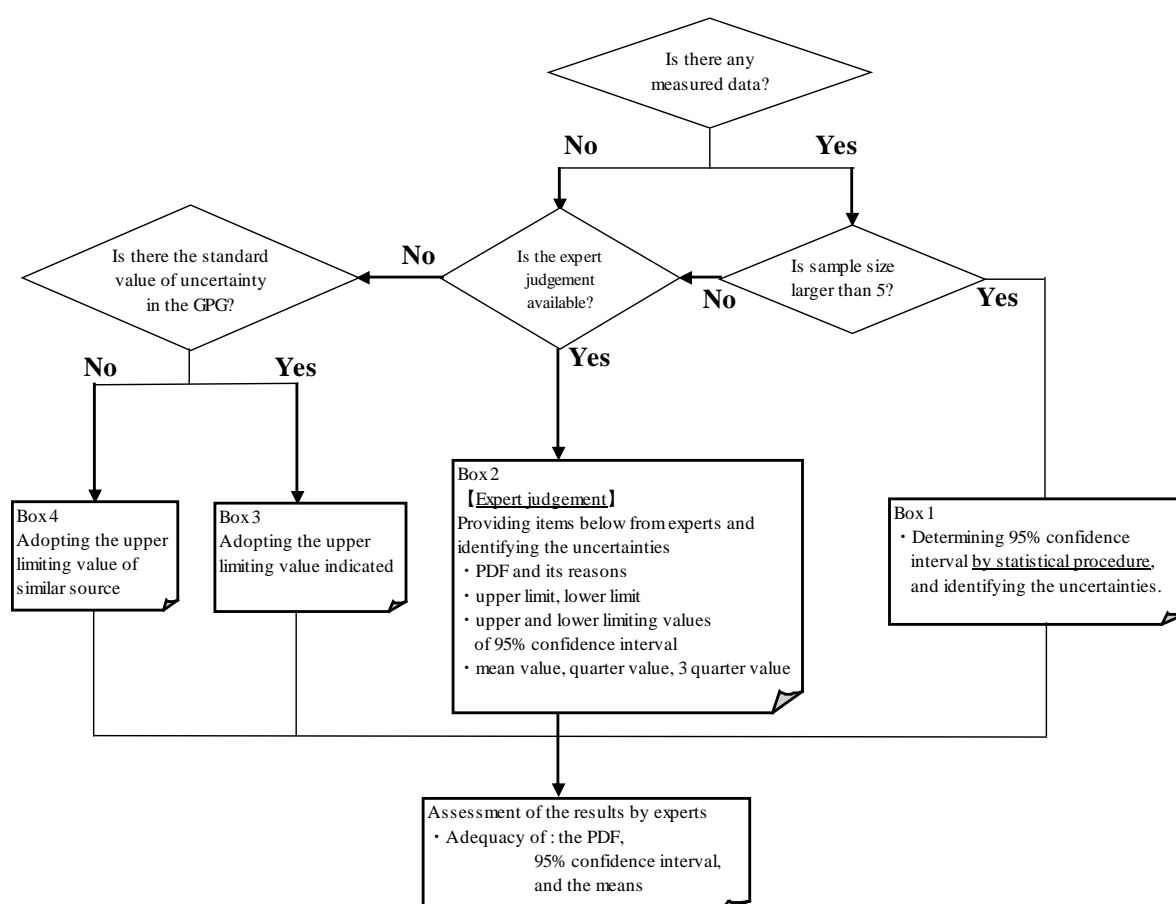 Is there any
measured data?
No
Yes
Is there the standard
value of uncertainty
in the GPG?
No
Is the expert
judgement
available?
No
Is sample size
larger than 5?
Yes
No
Yes
Yes
Box 4
Adopting the upper
limiting value of
similar source
Box 3
Adopting the upper
limiting value indicated
Box 2
【Expert judgement】
Providing items below from experts and
identifying the uncertainties
・PDF and its reasons
・upper limit, lower limit
・upper and lower limiting values
of 95% confidence interval
・mean value, quarter value, 3 quarter value
Box 1
・Determining 95% confidence
interval by statistical procedure,
and identifying the uncertainties.
Assessment of the results by experts
・Adequacy of : the PDF,
95% confidence interval,
and the means